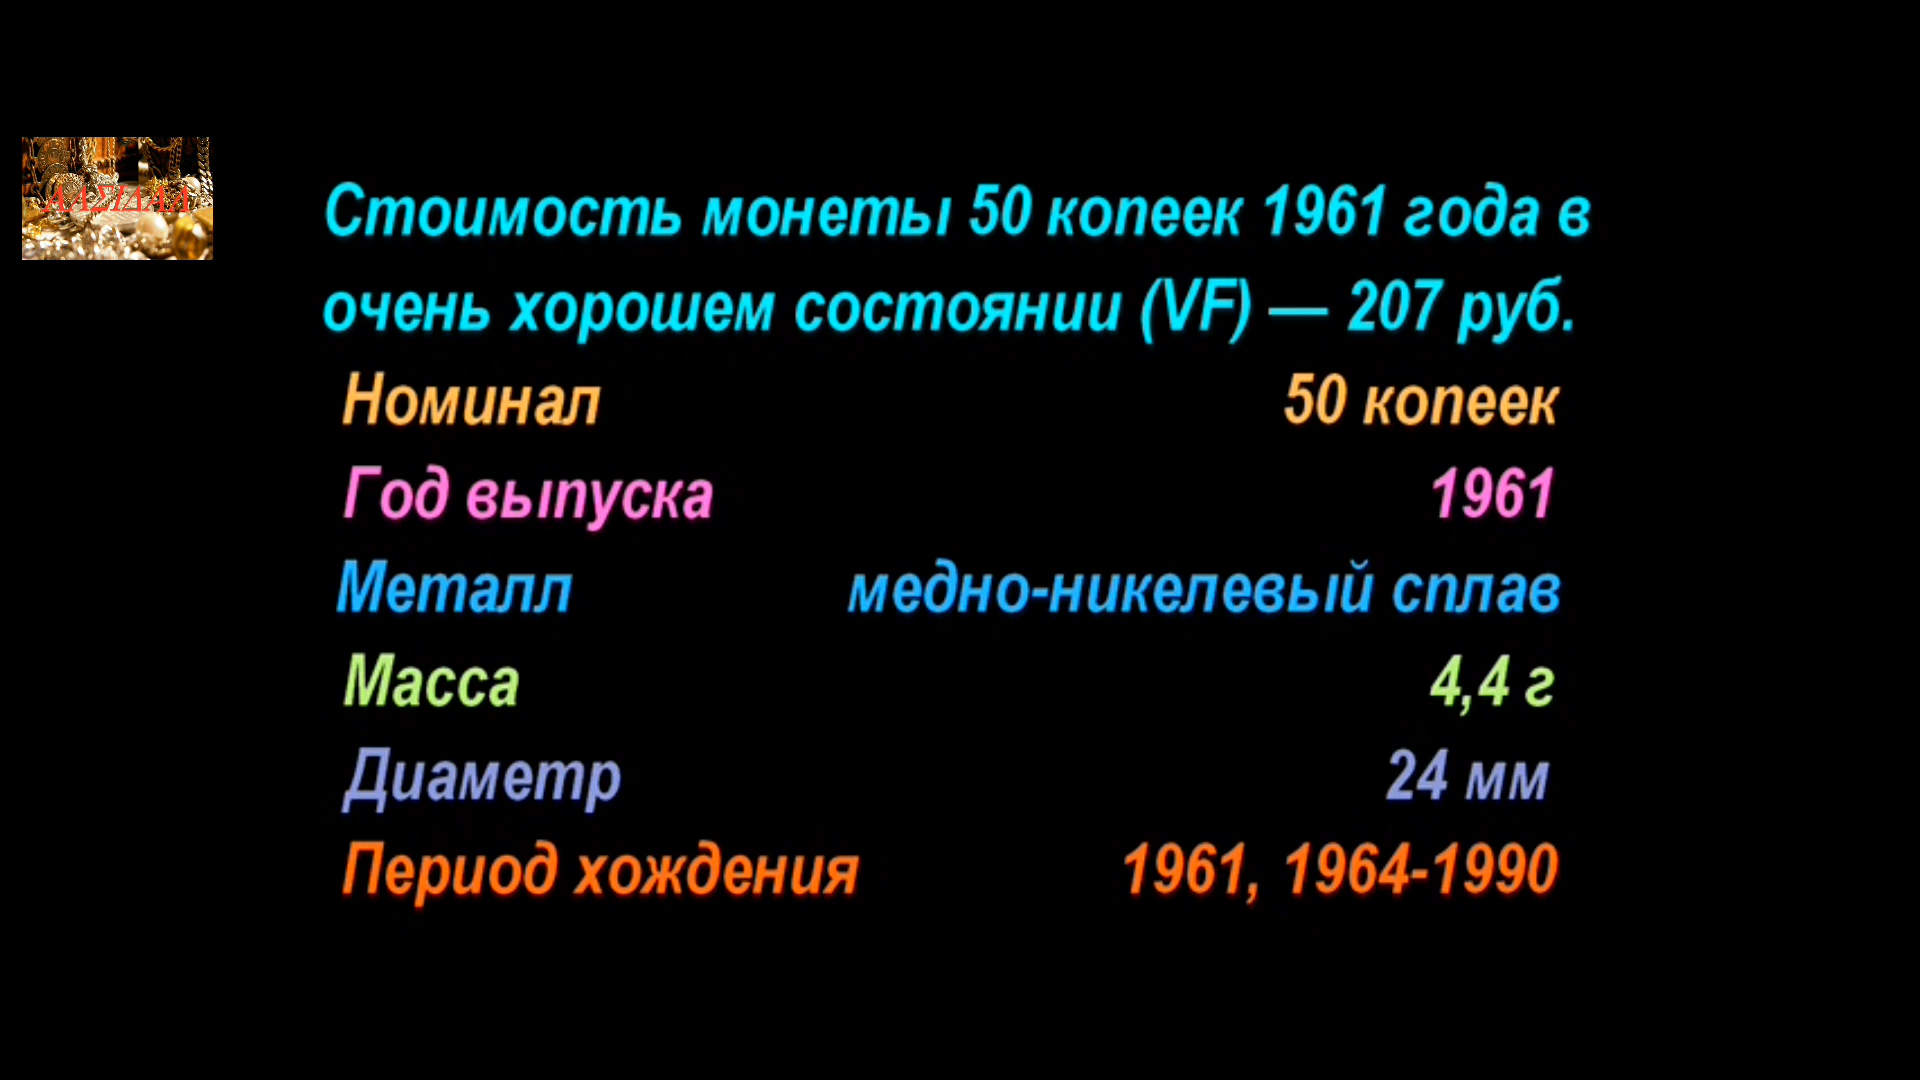 Стоимость монеты 50 копеек 1961 года в
очень хорошем состоянии (VF) — 207 руб.
Номинал 50 копеек
Год выпуска 1961
Металл медно-никелевый сплав
Масса 4,4 г
Диаметр 24 мм
Период хождения 1961, 1964-1990